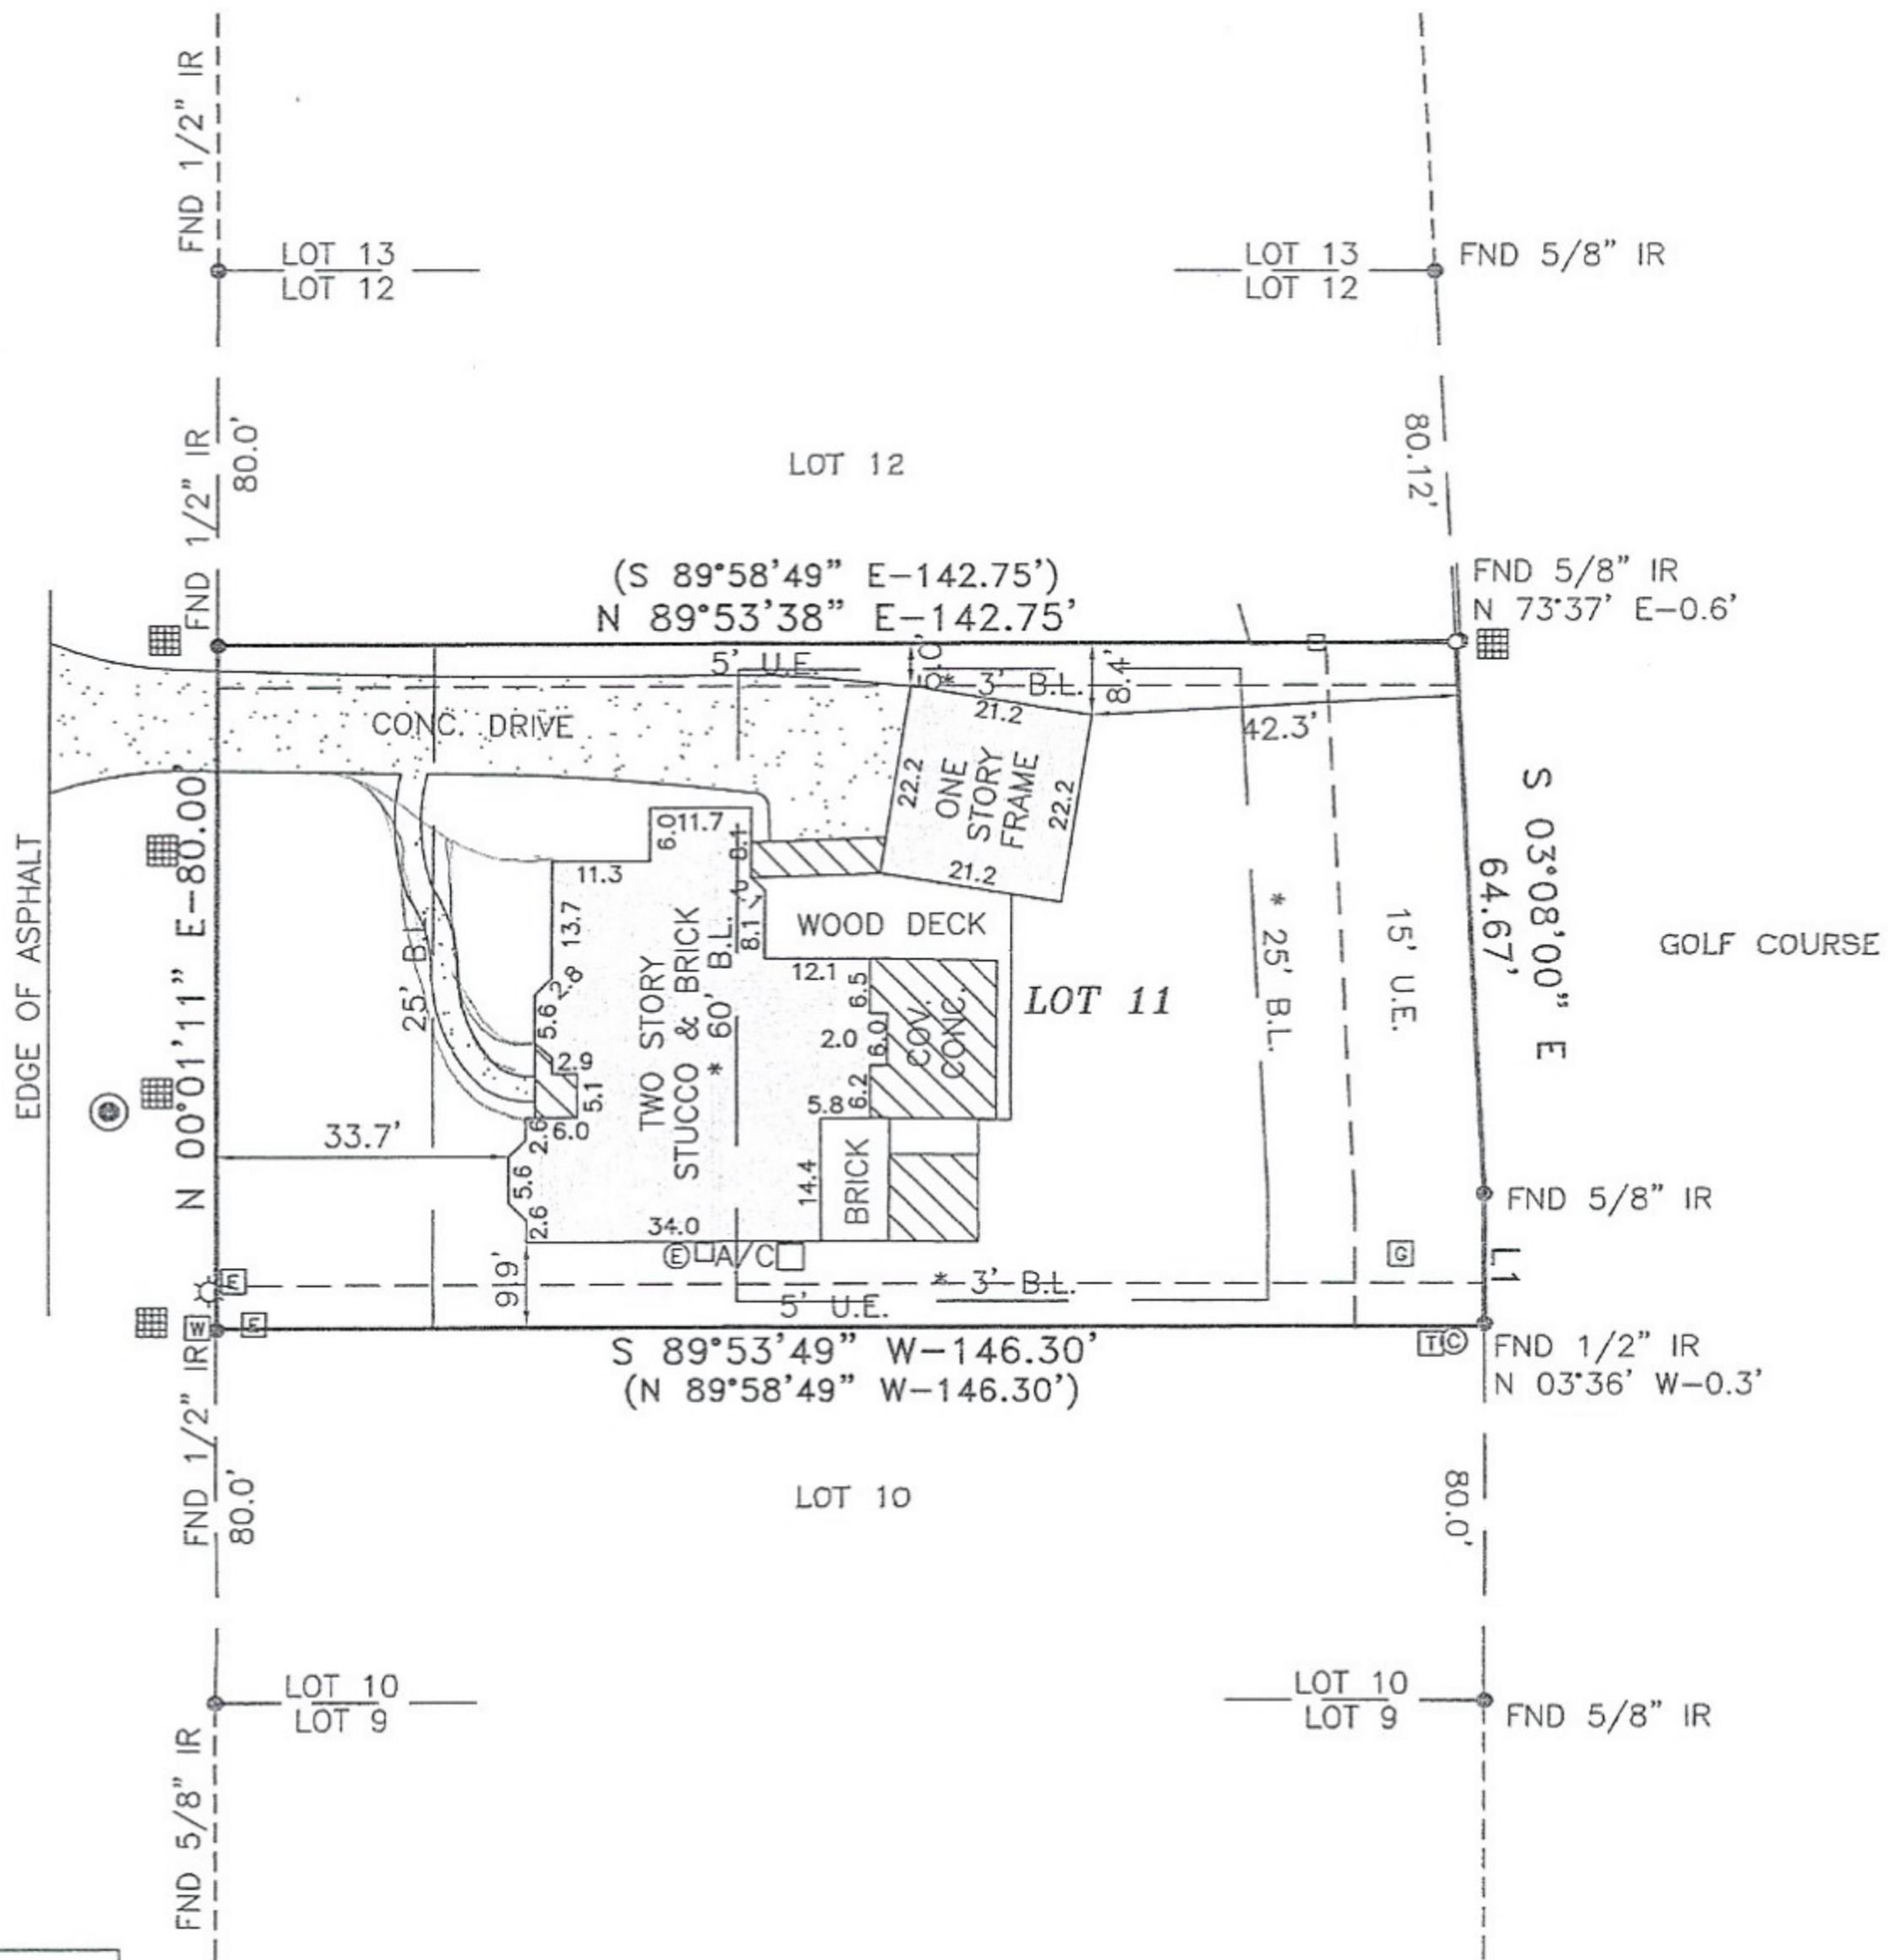 FND 1/2" IR
LOT 13
LOT 12
LOT 13
LOT 12
FND 5/8" IR
FND 1/2" IR
80.0'
LOT 12
80.12'
FND 1/2" IR
(S 89°58'49" E-142.75')
N 89°53'38" E-142.75'
FND 5/8" IR
N 73°37' E-0.6'
5' U.E.
* 3' B.L.
8.4'
21.2
42.3'
CONC. DRIVE
22.2
ONE
STORY
FRAME
22.2
21.2
6.0
11.7
8.1
11.3
13.7
2.8
5.6
2.9
5.1
6.0
2.6
5.6
2.6
8.1
WOOD DECK
12.1
6.5
2.0
6.0
6.2
5.8
COV.
CONC.
LOT 11
TWO STORY
STUCCO & BRICK
* 60' B.L.
25' B.L.
* 25' B.L.
15' U.E.
S 03°08'00" E
64.67'
GOLF COURSE
EDGE OF ASPHALT
N 00°01'11" E-80.00'
33.7'
14.4
BRICK
34.0
FND 5/8" IR
E
A/C
G
L1
E
9.9'
* 3' B.L.
5' U.E.
W
E
T
C
S 89°53'49" W-146.30'
(N 89°58'49" W-146.30')
FND 1/2" IR
N 03°36' W-0.3'
FND 1/2" IR
80.0'
LOT 10
80.0'
LOT 10
LOT 9
LOT 10
LOT 9
FND 5/8" IR
FND 5/8" IR